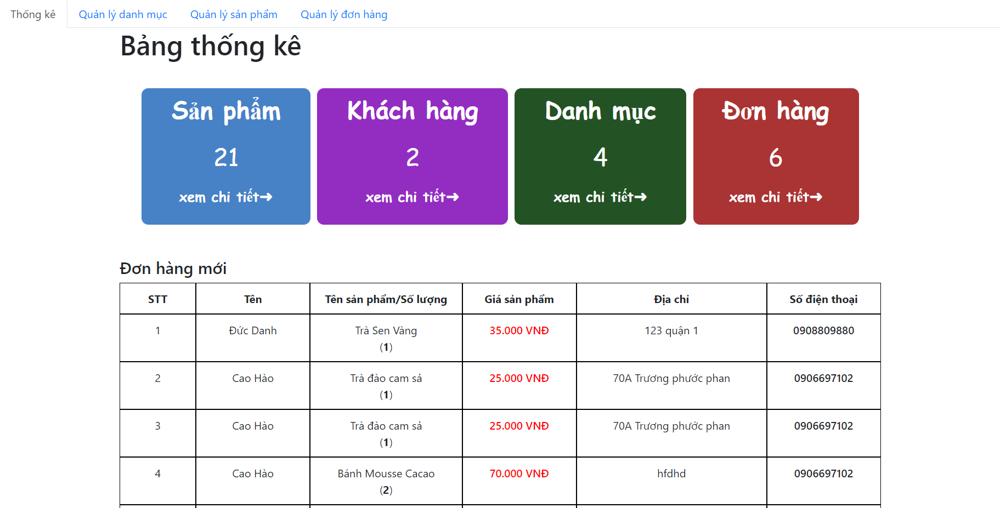 Thống kê Quản lý danh mục Quản lý sản phẩm Quản lý đơn hàng
Bảng thống kê
Sản phẩm Khách hàng Danh mục Đơn hàng
21 2 4 6
xem chi tiết➜ xem chi tiết➜ xem chi tiết➜ xem chi tiết➜
Đơn hàng mới
STT Tên Tên sản phẩm/Số lượng Giá sản phẩm Địa chỉ Số điện thoại
1 Đức Danh Trà Sen Vàng 35.000 VNĐ 123 quận 1 0908809880
(1)
2 Cao Hào Trà đào cam sả 25.000 VNĐ 70A Trương phước phan 0906697102
(1)
3 Cao Hào Trà đào cam sả 25.000 VNĐ 70A Trương phước phan 0906697102
(1)
4 Cao Hào Bánh Mousse Cacao 70.000 VNĐ hfdhd 0906697102
(2)